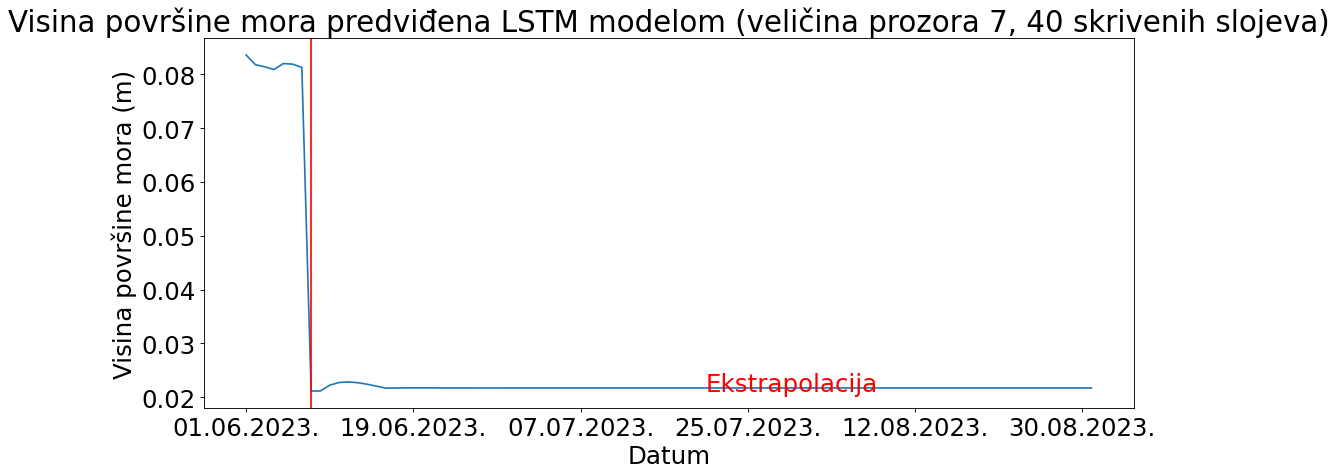 Visina površine mora predviđena LSTM modelom (veličina prozora 7, 40 skrivenih slojeva)
Visina površine mora (m)
0.08
0.07
0.06
0.05
0.04
0.03
0.02
Ekstrapolacija
01.06.2023. 19.06.2023. 07.07.2023. 25.07.2023. 12.08.2023. 30.08.2023.
Datum